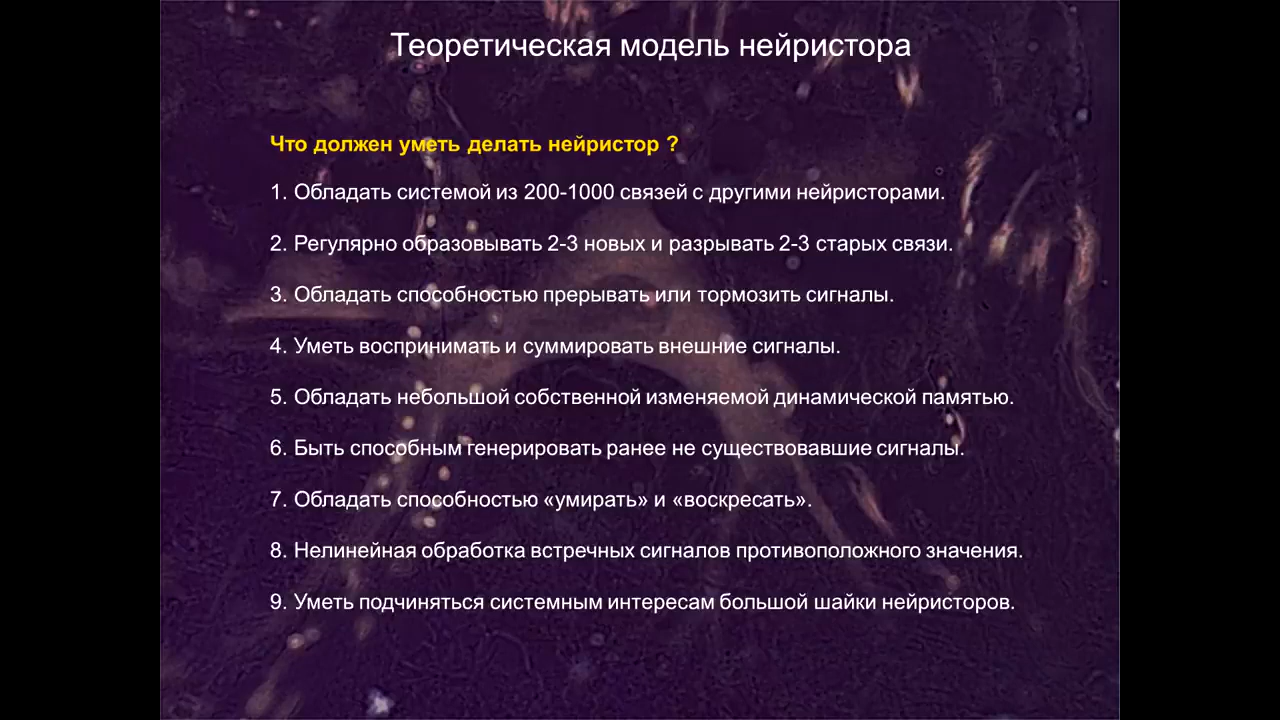 Теоретическая модель нейристора
Что должен уметь делать нейристор ?
1. Обладать системой из 200-1000 связей с другими нейристорами.
2. Регулярно образовывать 2-3 новых и разрывать 2-3 старых связи.
3. Обладать способностью прерывать или тормозить сигналы.
4. Уметь воспринимать и суммировать внешние сигналы.
5. Обладать небольшой собственной изменяемой динамической памятью.
6. Быть способным генерировать ранее не существовавшие сигналы.
7. Обладать способностью «умирать» и «воскресать».
8. Нелинейная обработка встречных сигналов противоположного значения.
9. Уметь подчиняться системным интересам большой шайки нейристоров.